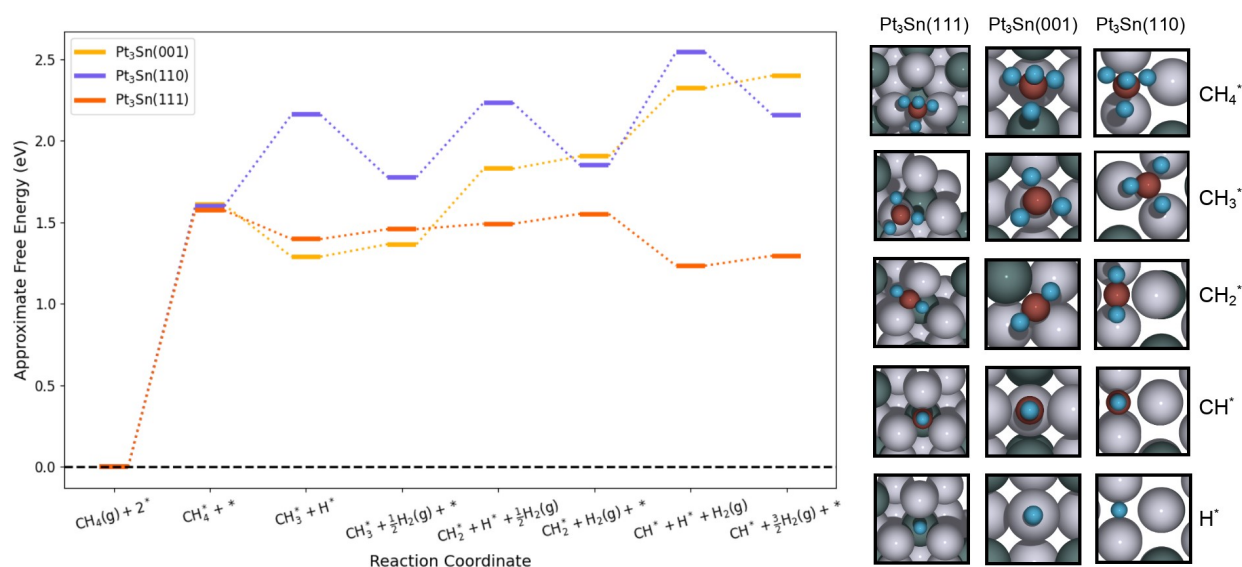 Pt₃Sn(111) Pt₃Sn(001) Pt₃Sn(110)
Pt₃Sn(001)
Pt₃Sn(110)
Pt₃Sn(111)
Approximate Free Energy (eV)
2.5
2.0
1.5
1.0
0.5
0.0
CH₄(g) + 2*
CH₄* + *
CH₃* + H*
CH₃* + ½H₂(g) + *
CH₂* + H* + ½H₂(g)
CH₂* + H₂(g) + *
CH* + H* + H₂(g)
CH* + 3/2H₂(g) + *
Reaction Coordinate
CH₄*
CH₃*
CH₂*
CH*
H*